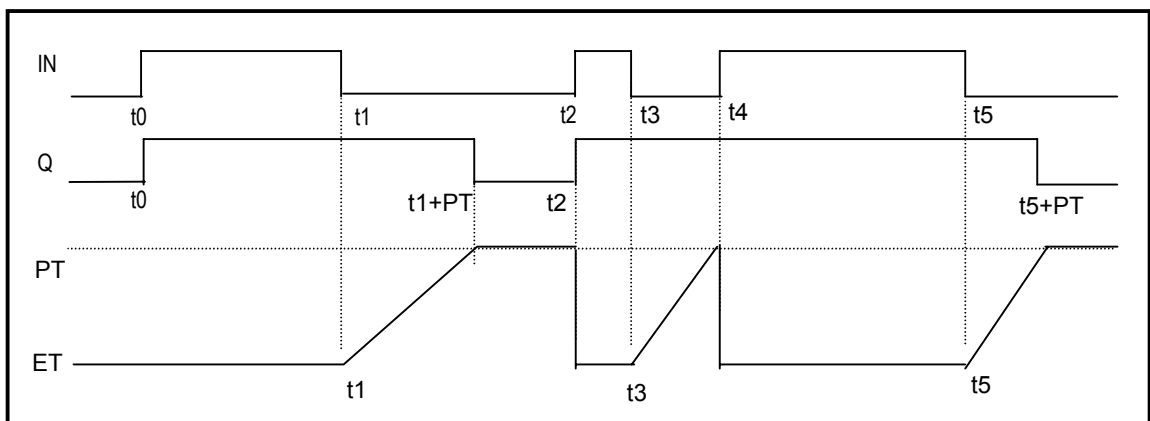 IN
t0 t1 t2 t3 t4 t5
Q
t0 t1+PT t2 t5+PT
PT
ET
t1 t3 t5